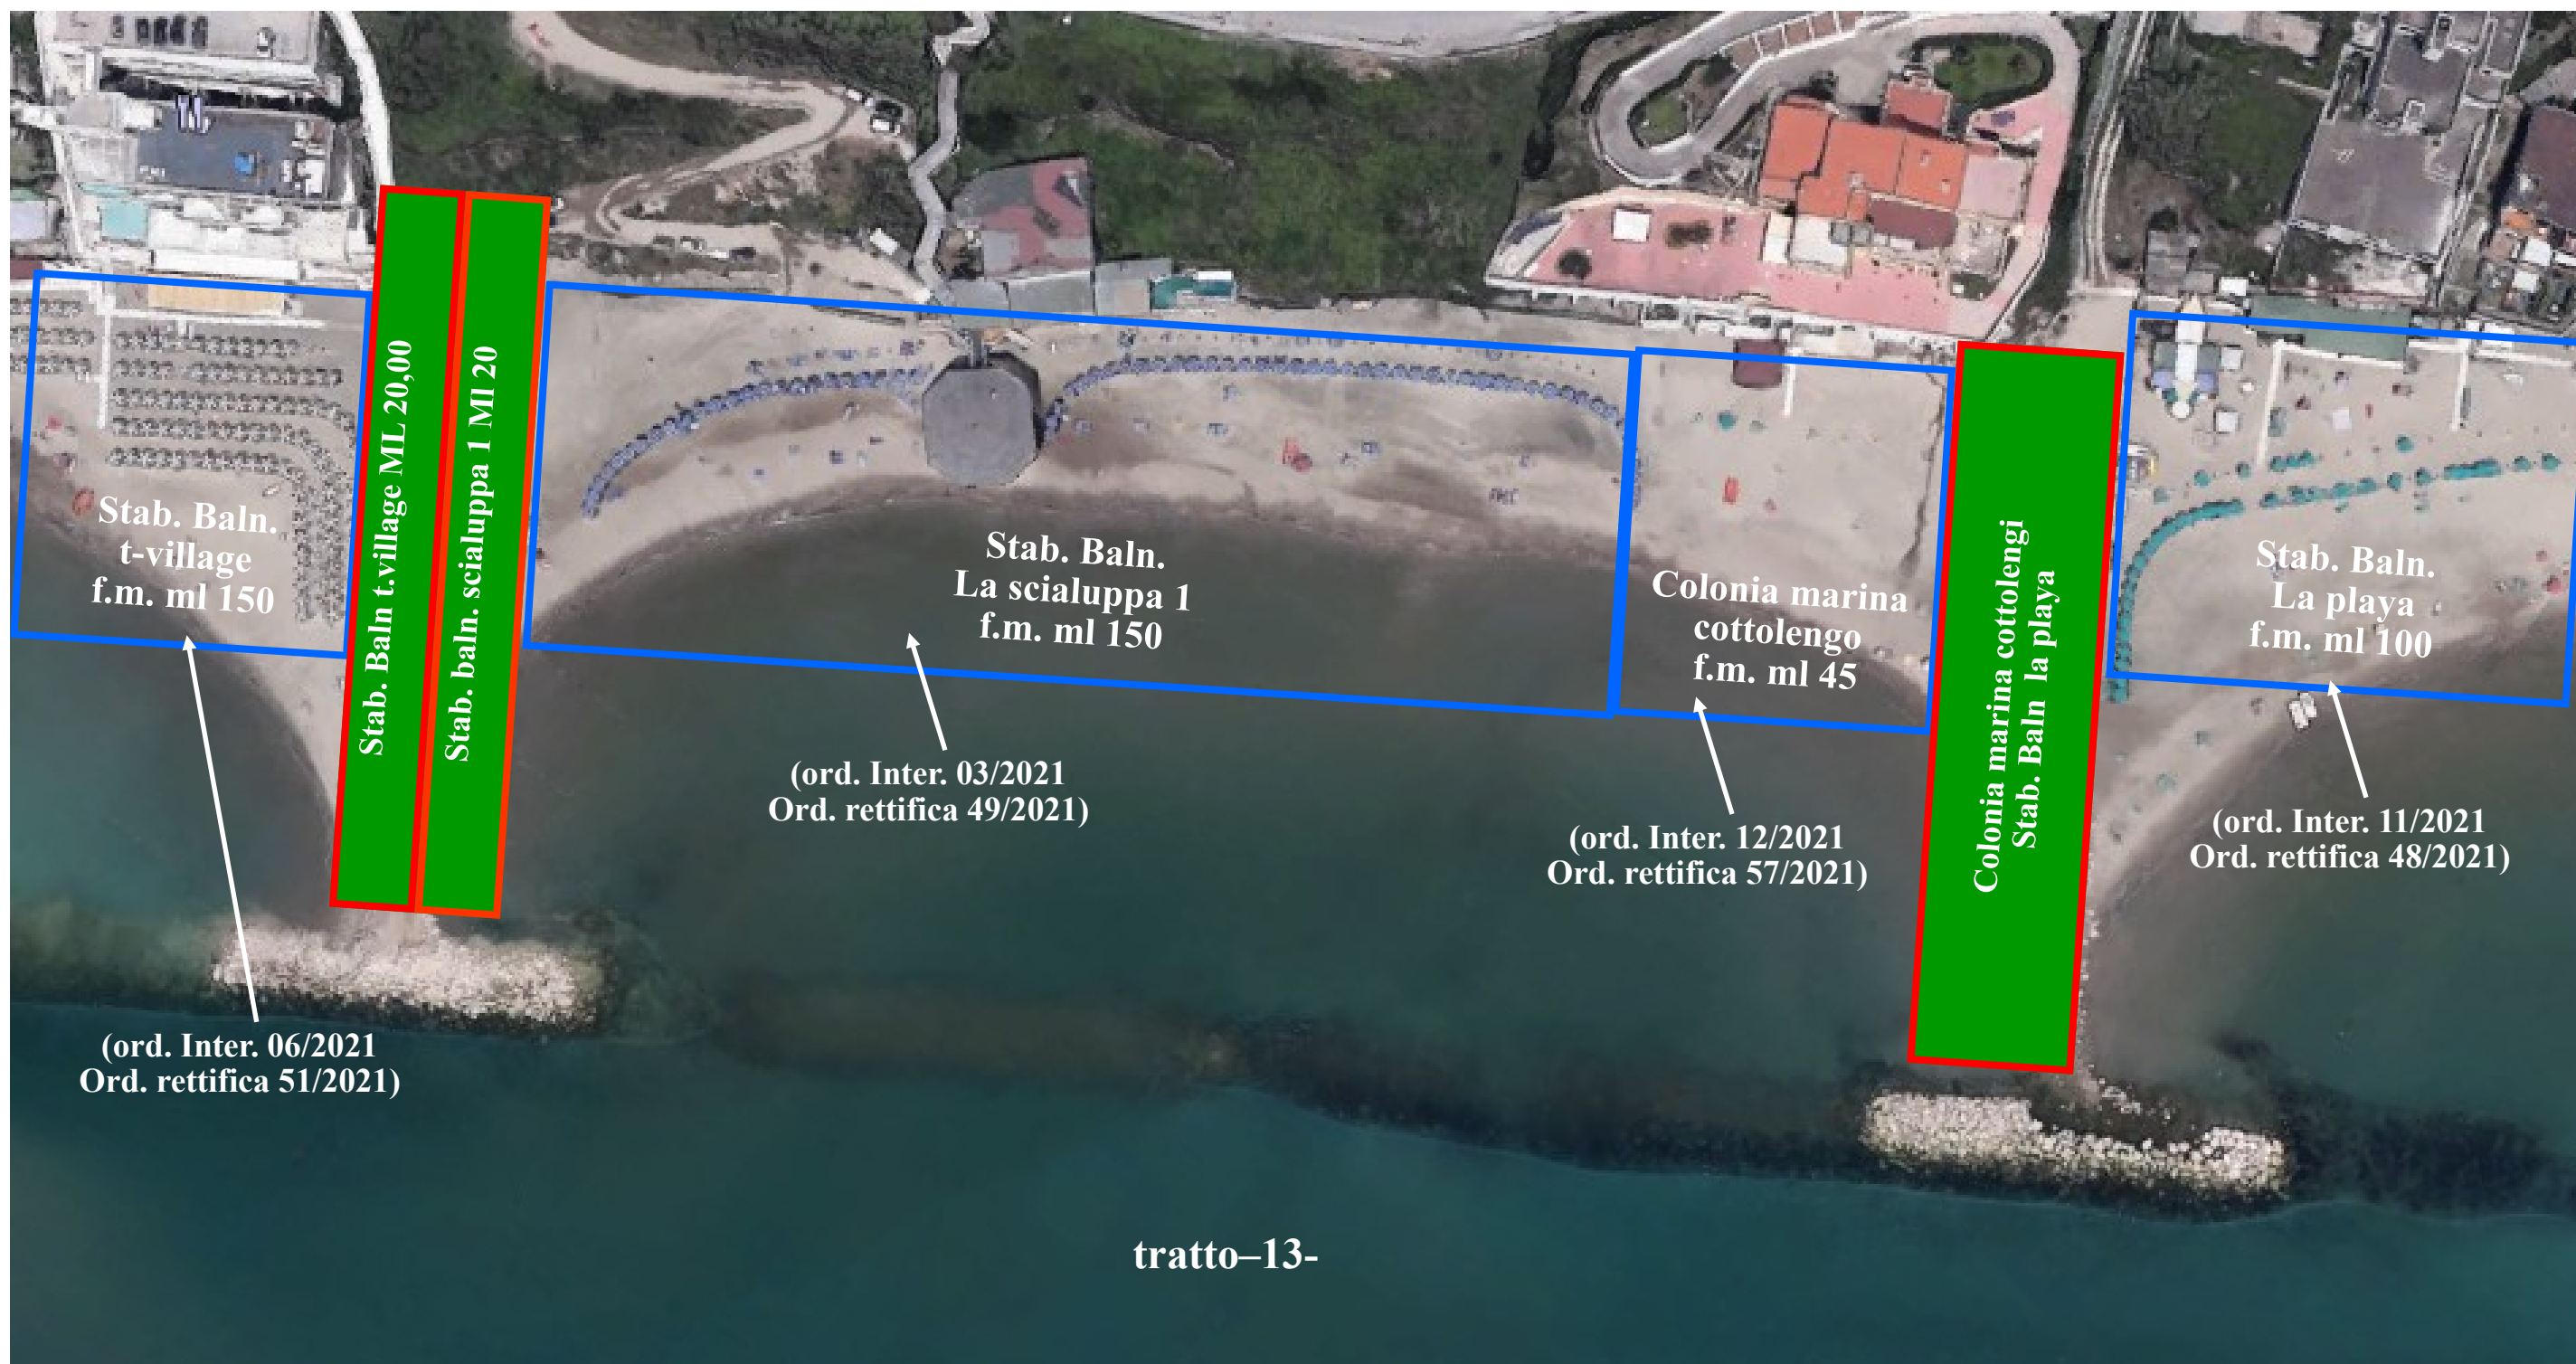 Stab. Baln.
t-village
f.m. ml 150
Stab. Baln t.village ML 20,00
Stab. baln. scialuppa 1 Ml 20
Stab. Baln.
La scialuppa 1
f.m. ml 150
Colonia marina
cottolengo
f.m. ml 45
Colonia marina cottolengi
Stab. Baln la playa
Stab. Baln.
La playa
f.m. ml 100
(ord. Inter. 06/2021
Ord. rettifica 51/2021)
(ord. Inter. 03/2021
Ord. rettifica 49/2021)
(ord. Inter. 12/2021
Ord. rettifica 57/2021)
(ord. Inter. 11/2021
Ord. rettifica 48/2021)
tratto–13-